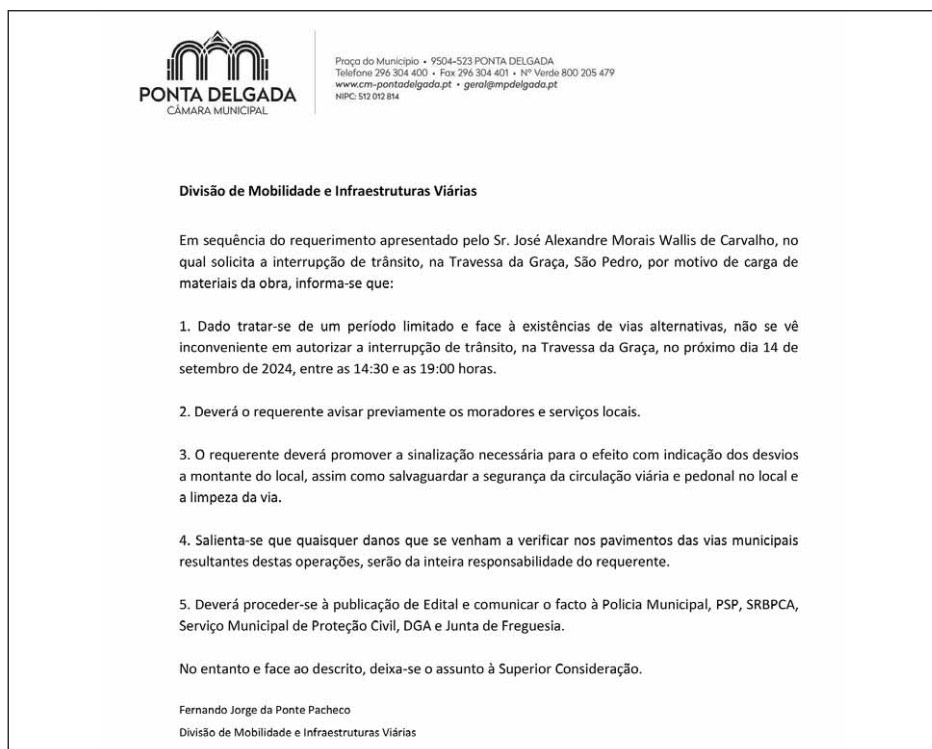 PONTA DELGADA
CÂMARA MUNICIPAL
Praça do Município • 9504-523 PONTA DELGADA
Telefone 296 304 400 • Fax 296 304 401 • Nº Verde 800 205 479
www.cm-pontadelgada.pt • geral@mpdelgada.pt
NIPC: 512 012 814
Divisão de Mobilidade e Infraestruturas Viárias
Em sequência do requerimento apresentado pelo Sr. José Alexandre Morais Wallis de Carvalho, no
qual solicita a interrupção de trânsito, na Travessa da Graça, São Pedro, por motivo de carga de
materiais da obra, informa-se que:
1. Dado tratar-se de um período limitado e face à existências de vias alternativas, não se vê
inconveniente em autorizar a interrupção de trânsito, na Travessa da Graça, no próximo dia 14 de
setembro de 2024, entre as 14:30 e as 19:00 horas.
2. Deverá o requerente avisar previamente os moradores e serviços locais.
3. O requerente deverá promover a sinalização necessária para o efeito com indicação dos desvios
a montante do local, assim como salvaguardar a segurança da circulação viária e pedonal no local e
a limpeza da via.
4. Salienta-se que quaisquer danos que se venham a verificar nos pavimentos das vias municipais
resultantes destas operações, serão da inteira responsabilidade do requerente.
5. Deverá proceder-se à publicação de Edital e comunicar o facto à Policia Municipal, PSP, SRBPCA,
Serviço Municipal de Proteção Civil, DGA e Junta de Freguesia.
No entanto e face ao descrito, deixa-se o assunto à Superior Consideração.
Fernando Jorge da Ponte Pacheco
Divisão de Mobilidade e Infraestruturas Viárias